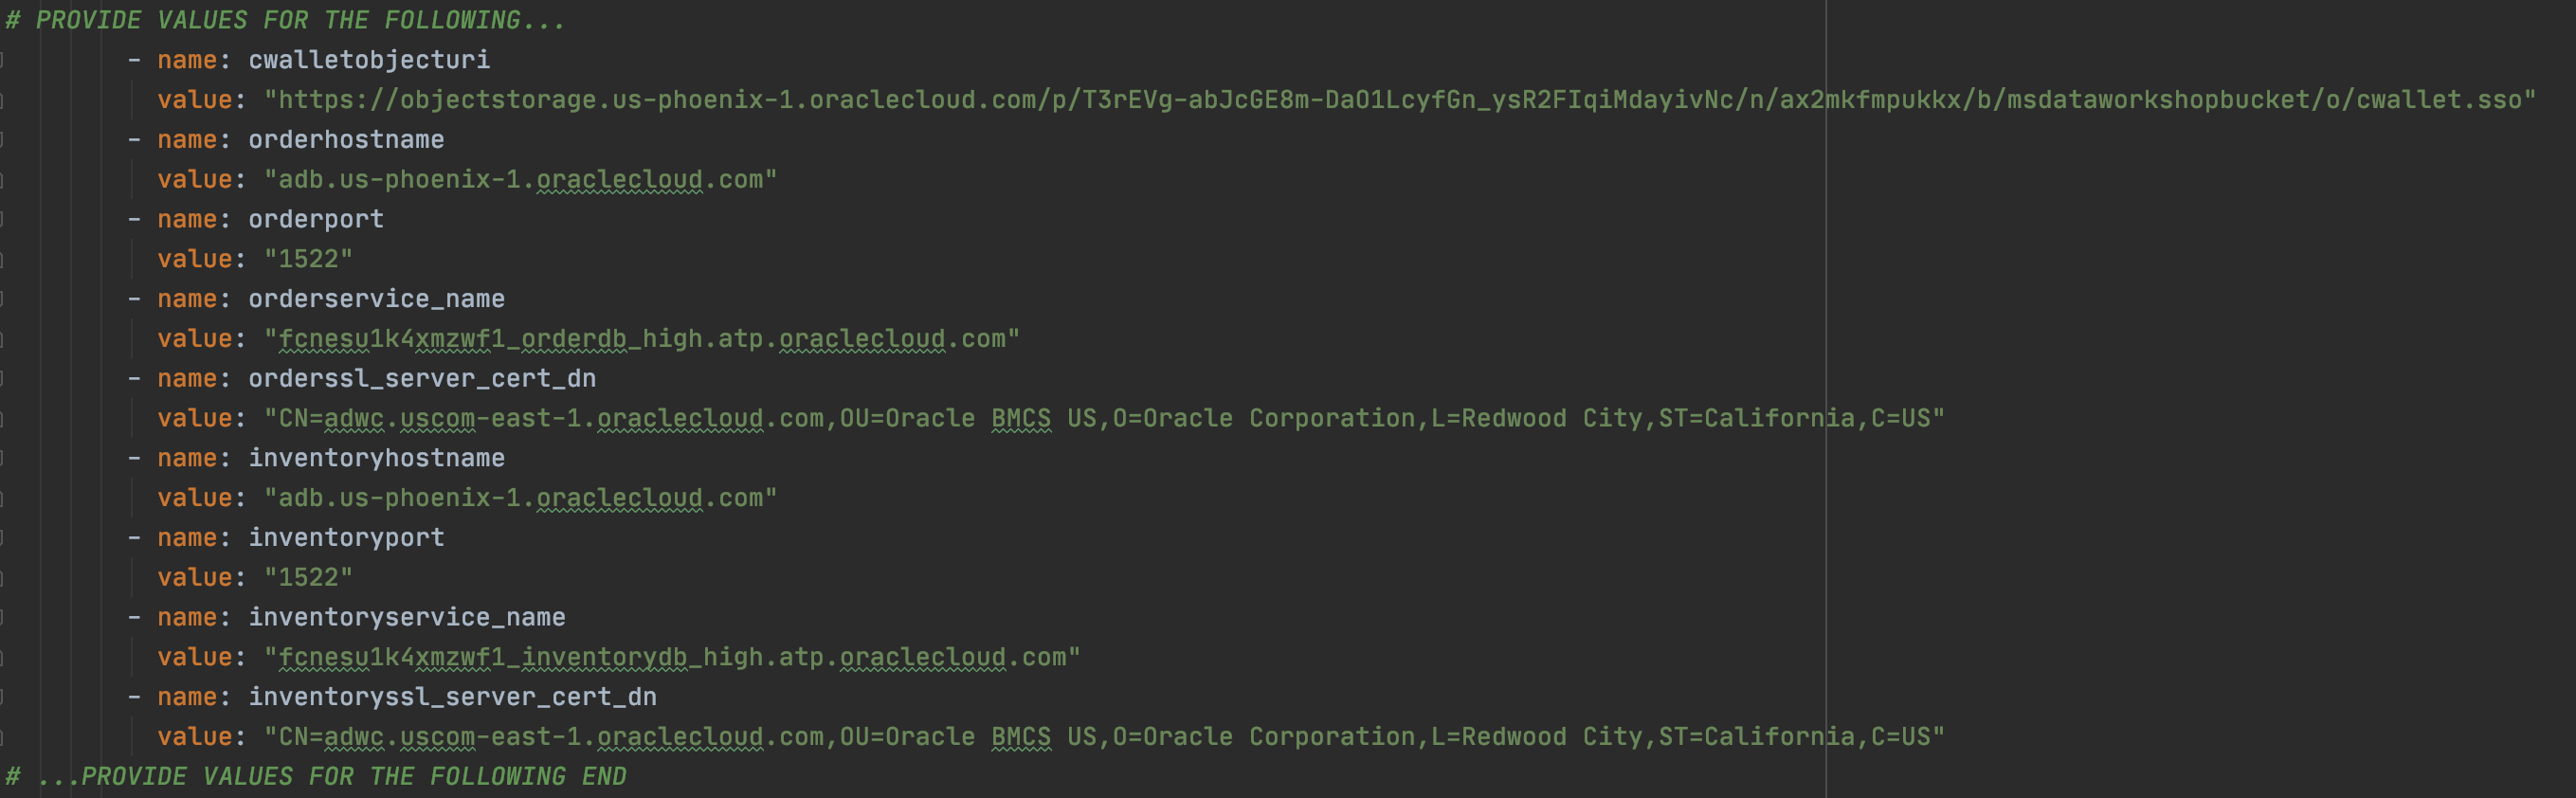 # PROVIDE VALUES FOR THE FOLLOWING...
- name: cwalletobjecturi
value: "https://objectstorage.us-phoenix-1.oraclecloud.com/p/T3rEVg-abJcGE8m-DaO1LcyfGn_ysR2FIqiMdayivNc/n/ax2mkfmpukkx/b/msdataworkshopbucket/o/cwallet.sso"
- name: orderhostname
value: "adb.us-phoenix-1.oraclecloud.com"
- name: orderport
value: "1522"
- name: orderservice_name
value: "fcnesu1k4xmzwf1_orderdb_high.atp.oraclecloud.com"
- name: orderssl_server_cert_dn
value: "CN=adwc.uscom-east-1.oraclecloud.com,OU=Oracle BMCS US,O=Oracle Corporation,L=Redwood City,ST=California,C=US"
- name: inventoryhostname
value: "adb.us-phoenix-1.oraclecloud.com"
- name: inventoryport
value: "1522"
- name: inventoryservice_name
value: "fcnesu1k4xmzwf1_inventorydb_high.atp.oraclecloud.com"
- name: inventoryssl_server_cert_dn
value: "CN=adwc.uscom-east-1.oraclecloud.com,OU=Oracle BMCS US,O=Oracle Corporation,L=Redwood City,ST=California,C=US"
# ...PROVIDE VALUES FOR THE FOLLOWING END